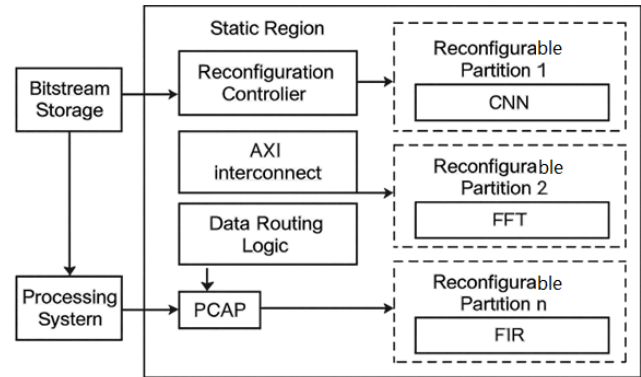 Static Region
Bitstream
Storage
Reconfiguration
Controller
Reconfigurable
Partition 1
CNN
AXI
interconnect
Reconfigurable
Partition 2
FFT
Data Routing
Logic
Processing
System
PCAP
Reconfigurable
Partition n
FIR